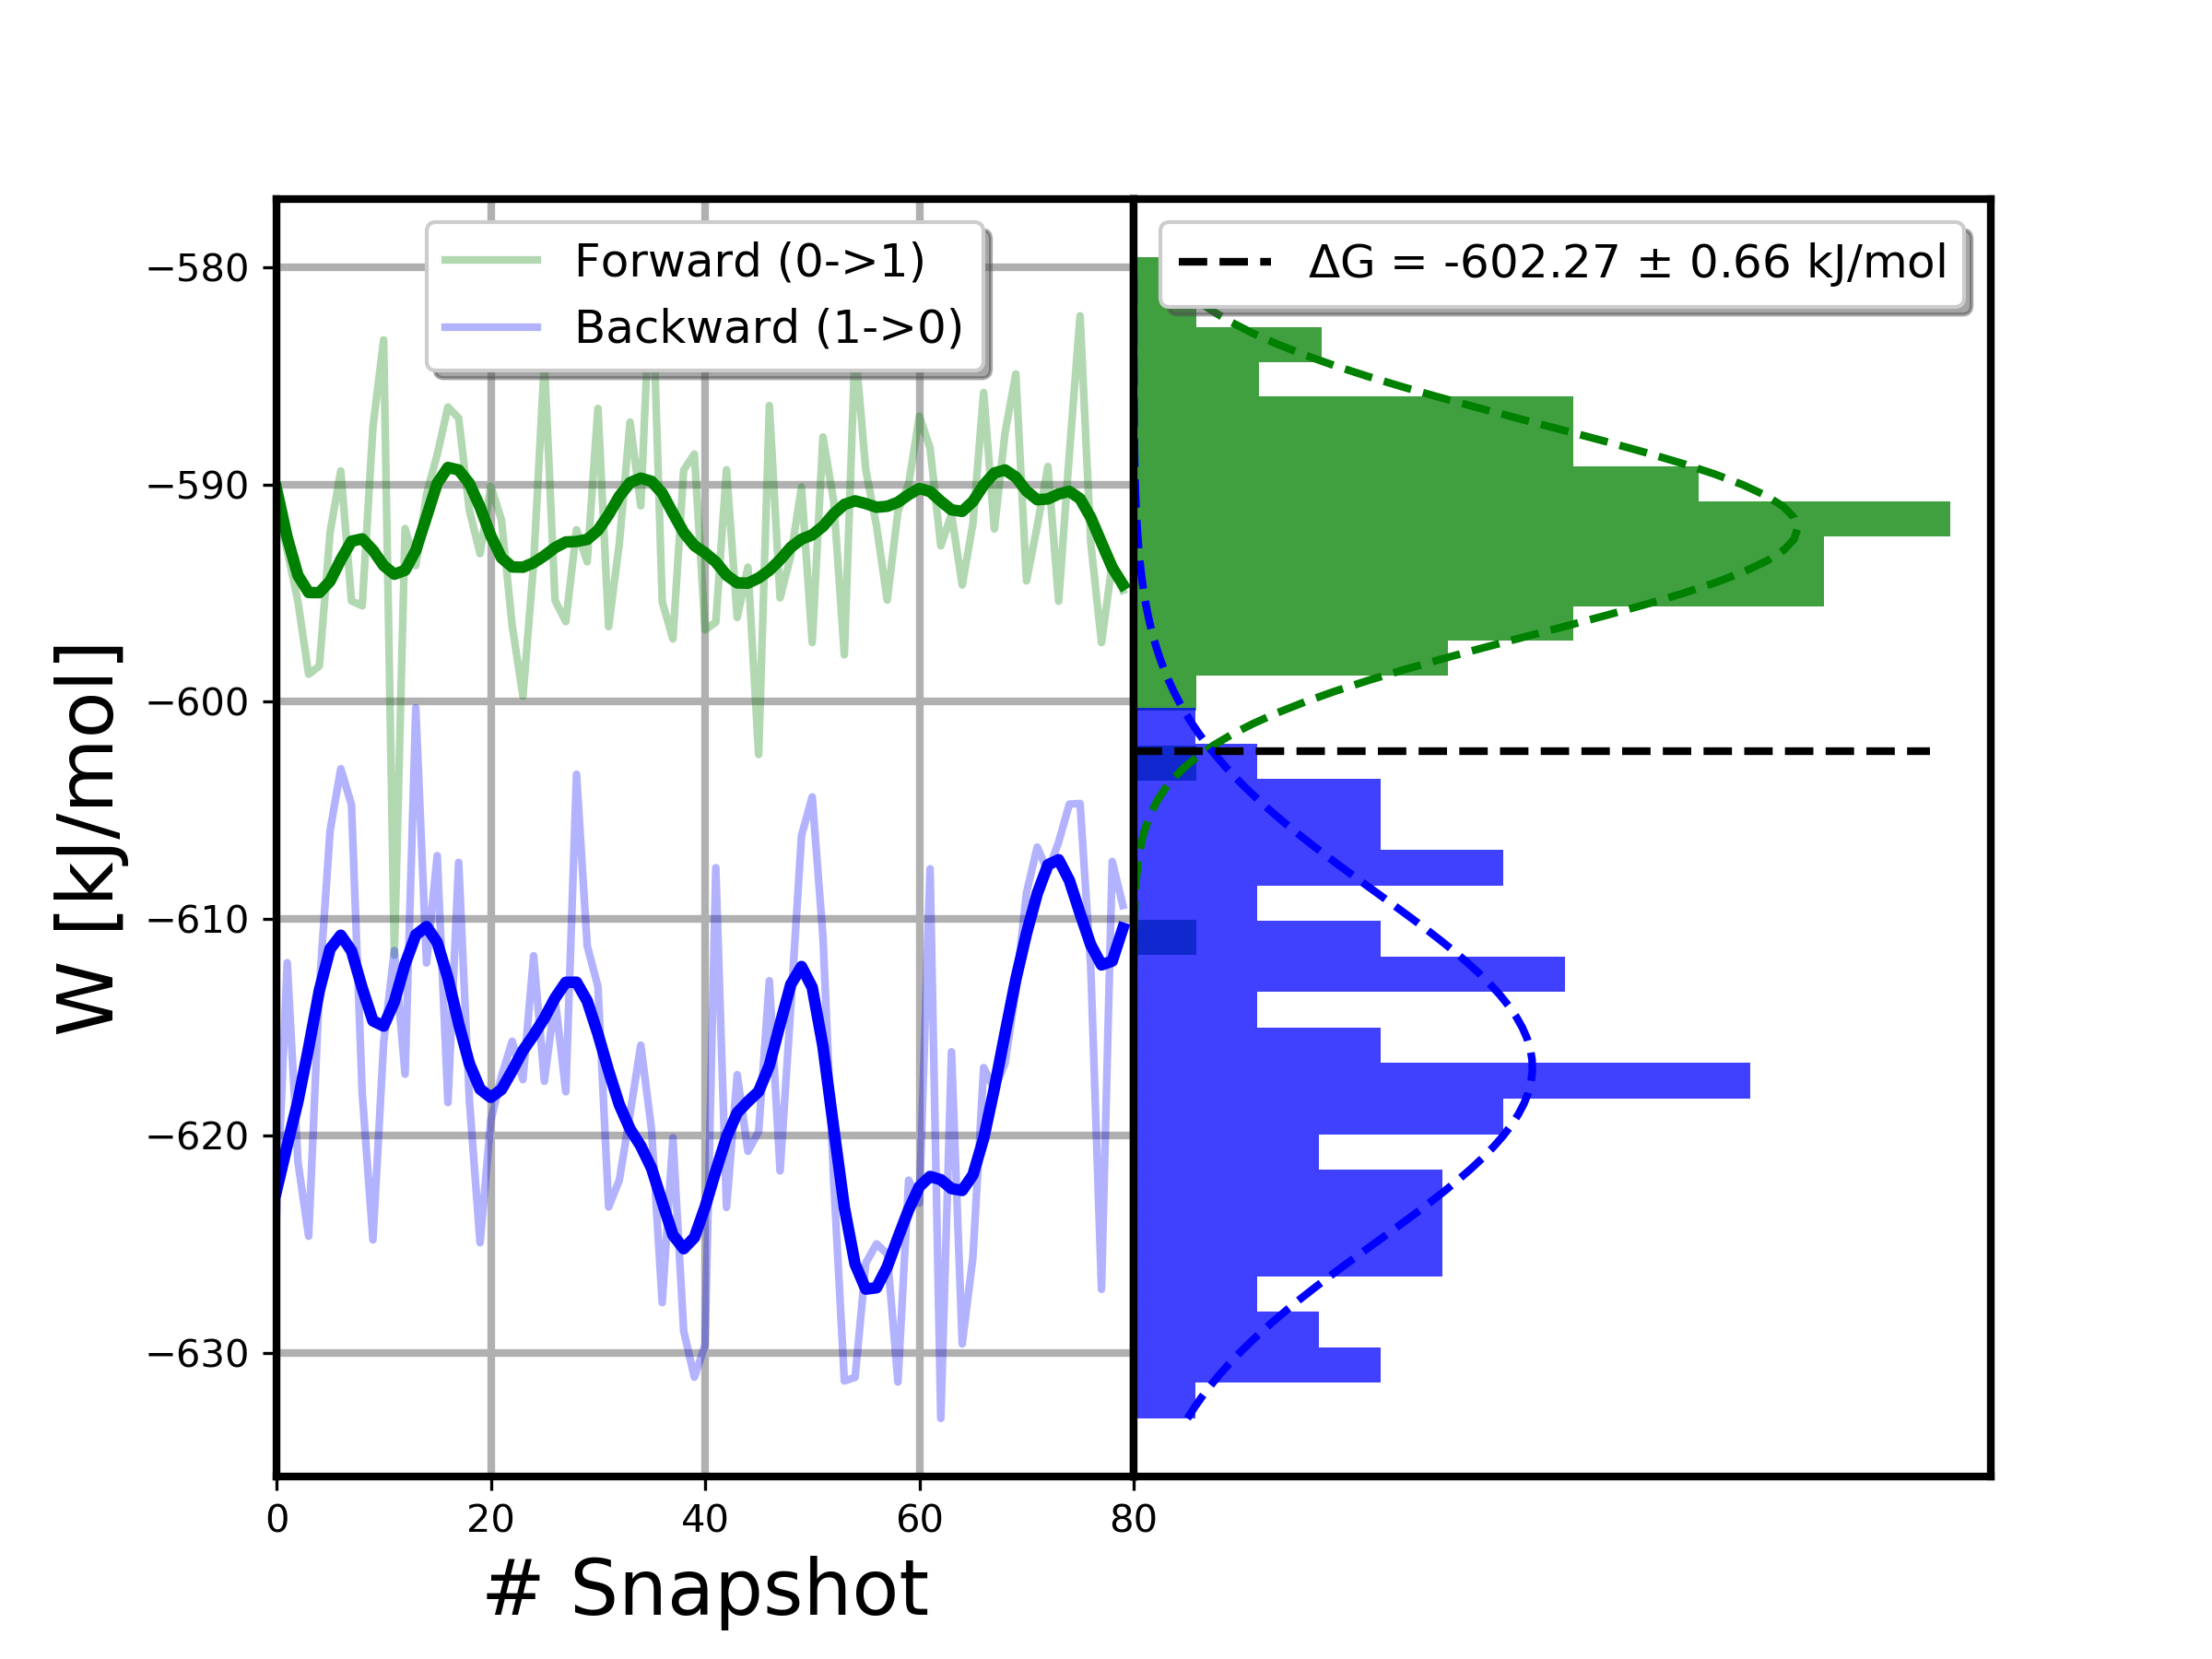 Forward (0->1)
Backward (1->0)
ΔG = -602.27 ± 0.66 kJ/mol
W [kJ/mol]
−580
−590
−600
−610
−620
−630
0 20 40 60 80
# Snapshot